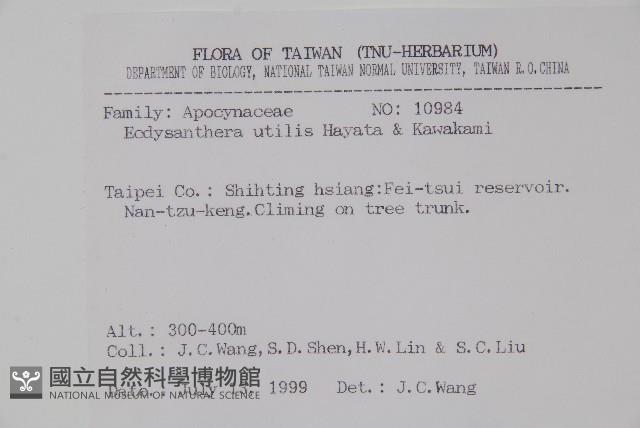 FLORA OF TAIWAN (TNU-HERBARIUM)
DEPARTMENT OF BIOLOGY, NATIONAL TAIWAN NORMAL UNIVERSITY, TAIWAN R.O.CHINA
Family: Apocynaceae NO: 10984
Ecdysanthera utilis Hayata & Kawakami
Taipei Co.: Shihting hsiang:Fei-tsui reservoir.
Nan-tzu-keng.Climing on tree trunk.
Alt.: 300-400m
Coll.: J.C.Wang,S.D.Shen,H.W.Lin & S.C.Liu
國立自然科學博物館
NATIONAL MUSEUM OF NATURAL SCIENCE
Date.: July 1999 Det.: J.C.Wang